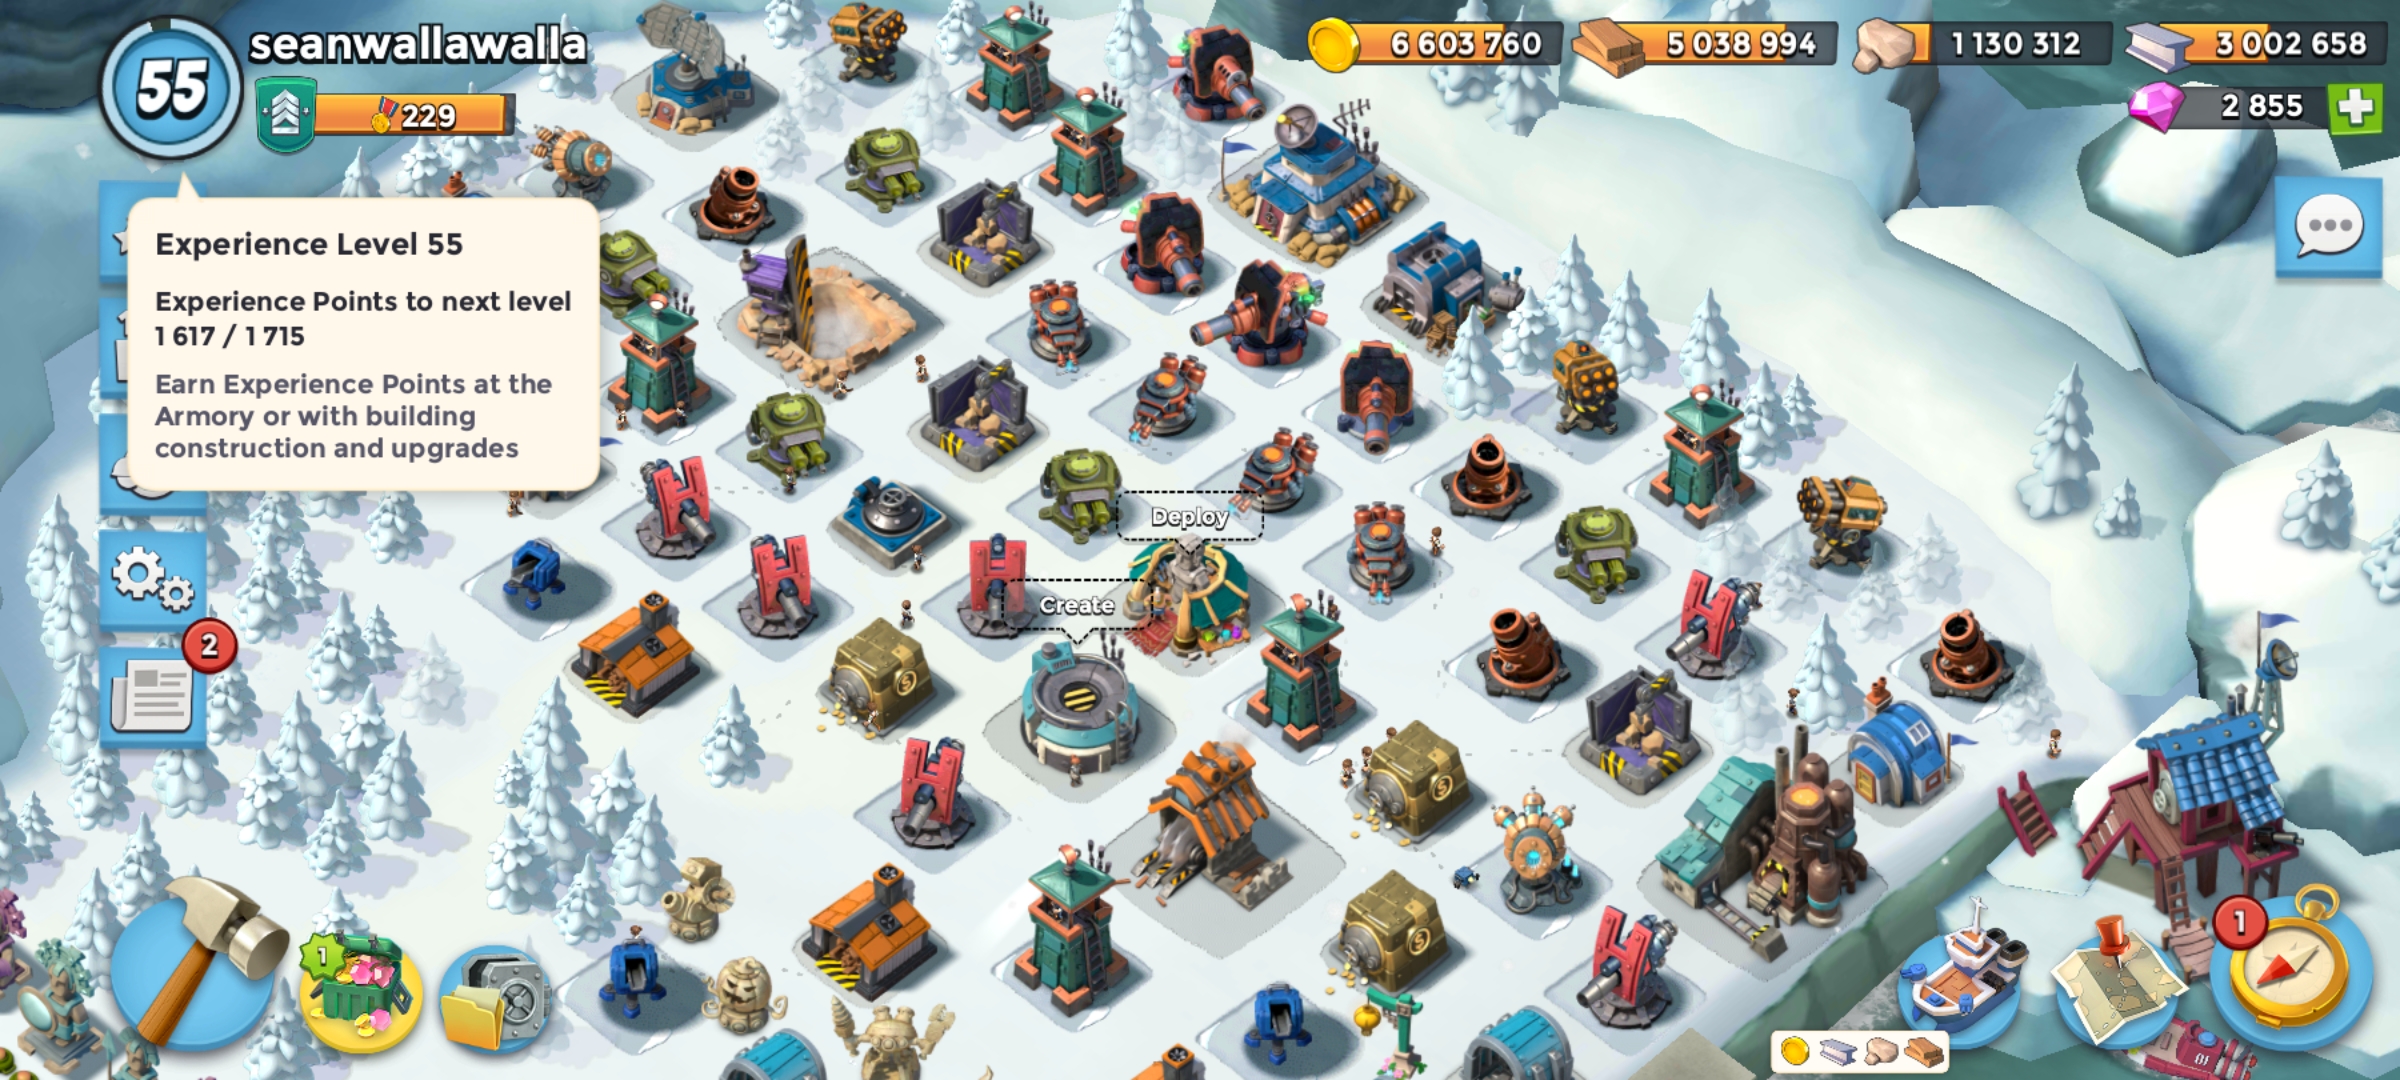 55
seanwallawalla
229
6 603 760
5 038 994
1 130 312
3 002 658
2 855
Experience Level 55
Experience Points to next level
1 617 / 1 715
Earn Experience Points at the
Armory or with building
construction and upgrades
Deploy
Create
2
1
1